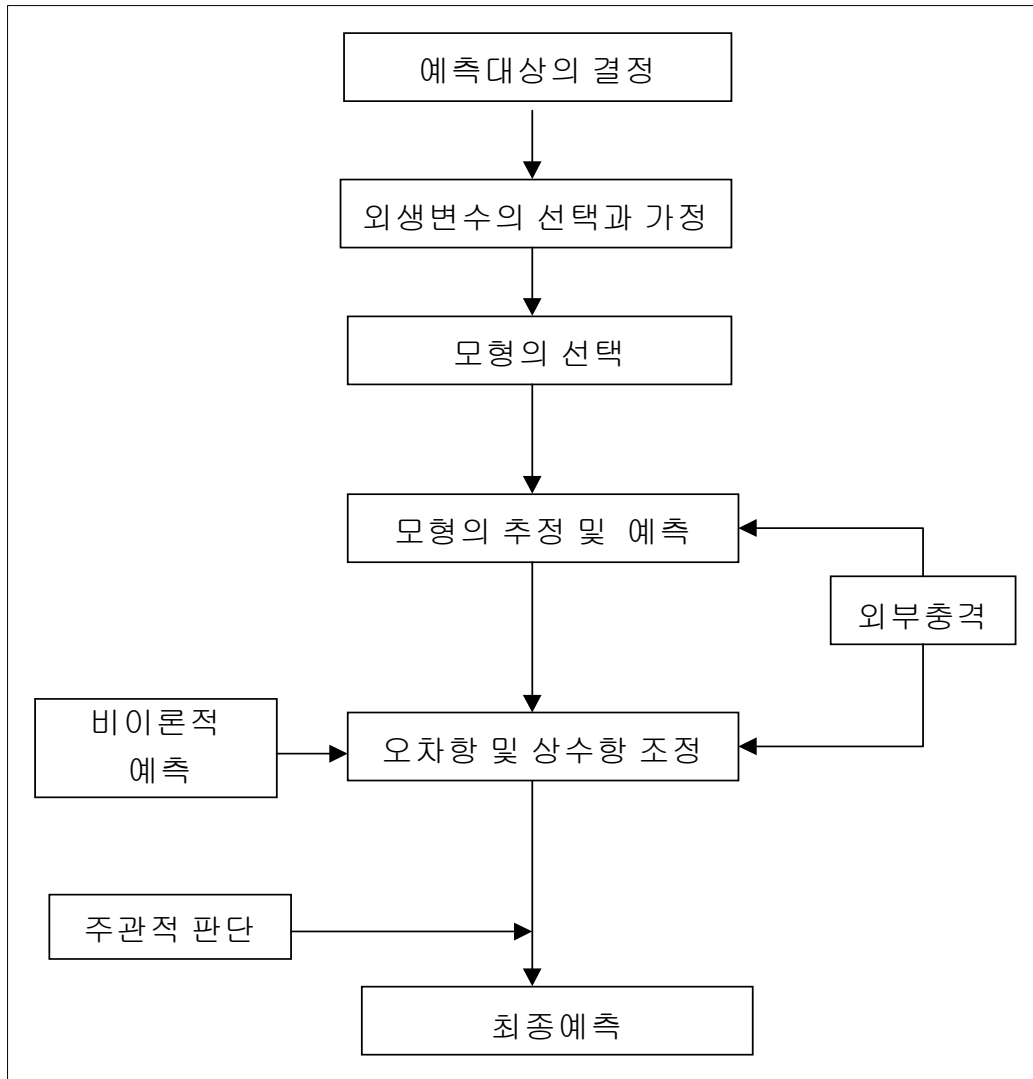 예측대상의 결정
외생변수의 선택과 가정
모형의 선택
모형의 추정 및 예측
외부충격
비이론적
예측
오차항 및 상수항 조정
주관적 판단
최종예측